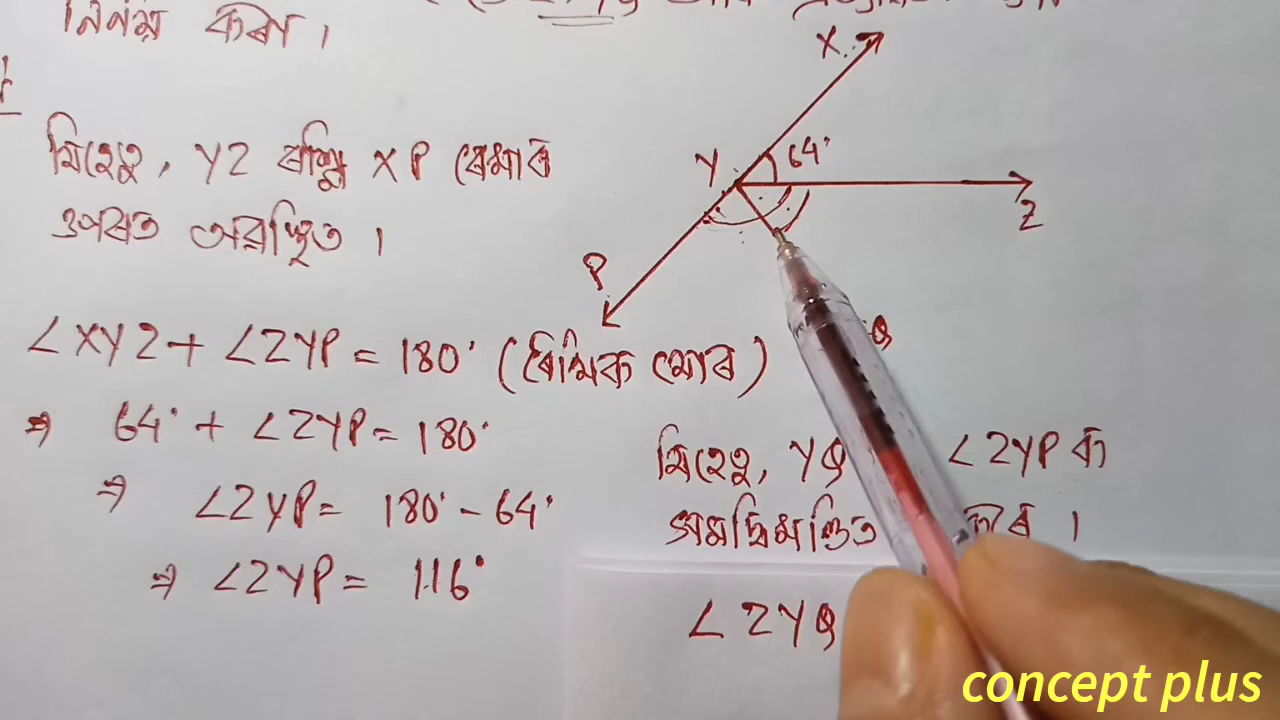 নিৰ্ণয় কৰা ।
X
64°
Y
Z
P
Q
যিহেতু, YZ ৰশ্মি XP ৰেখাৰ
ওপৰত অৱস্থিত ।
∠XYZ + ∠ZYP = 180° (ৰৈখিক যোৰ)
⇒ 64° + ∠ZYP = 180°
⇒ ∠ZYP = 180° - 64°
⇒ ∠ZYP = 116°
যিহেতু, YQ ∠ZYP ক
সমদ্বিখণ্ডিত কৰে ।
∠ZYQ
concept plus